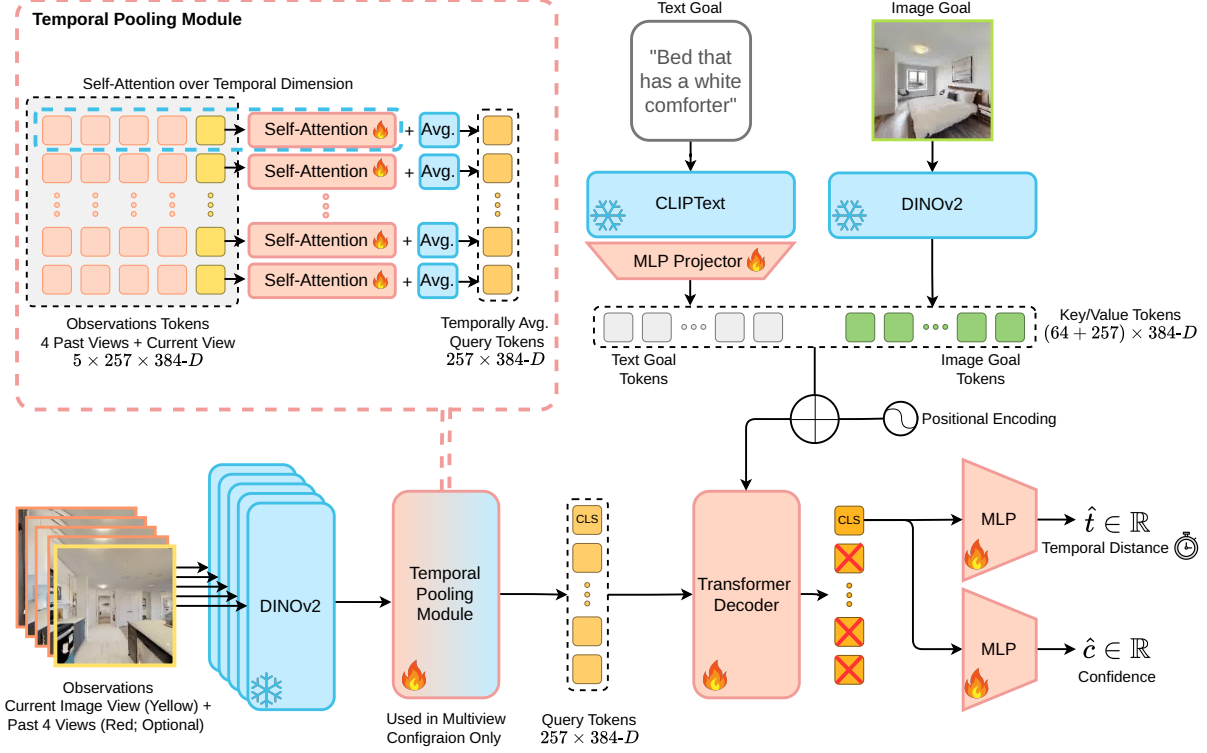 Temporal Pooling Module
Self-Attention over Temporal Dimension
Self-Attention + Avg.
Self-Attention + Avg.
Self-Attention + Avg.
Self-Attention + Avg.
Observations Tokens
4 Past Views + Current View
5 × 257 × 384-D
Temporally Avg.
Query Tokens
257 × 384-D
Text Goal
"Bed that
has a white
comforter"
Image Goal
CLIPText
DINOv2
MLP Projector
Key/Value Tokens
(64 + 257) × 384-D
Text Goal
Tokens
Image Goal
Tokens
Positional Encoding
Observations
Current Image View (Yellow) +
Past 4 Views (Red; Optional)
DINOv2
Temporal
Pooling
Module
Used in Multiview
Configraion Only
CLS
Query Tokens
257 × 384-D
Transformer
Decoder
CLS
MLP
t̂ ∈ ℝ
Temporal Distance
MLP
ĉ ∈ ℝ
Confidence